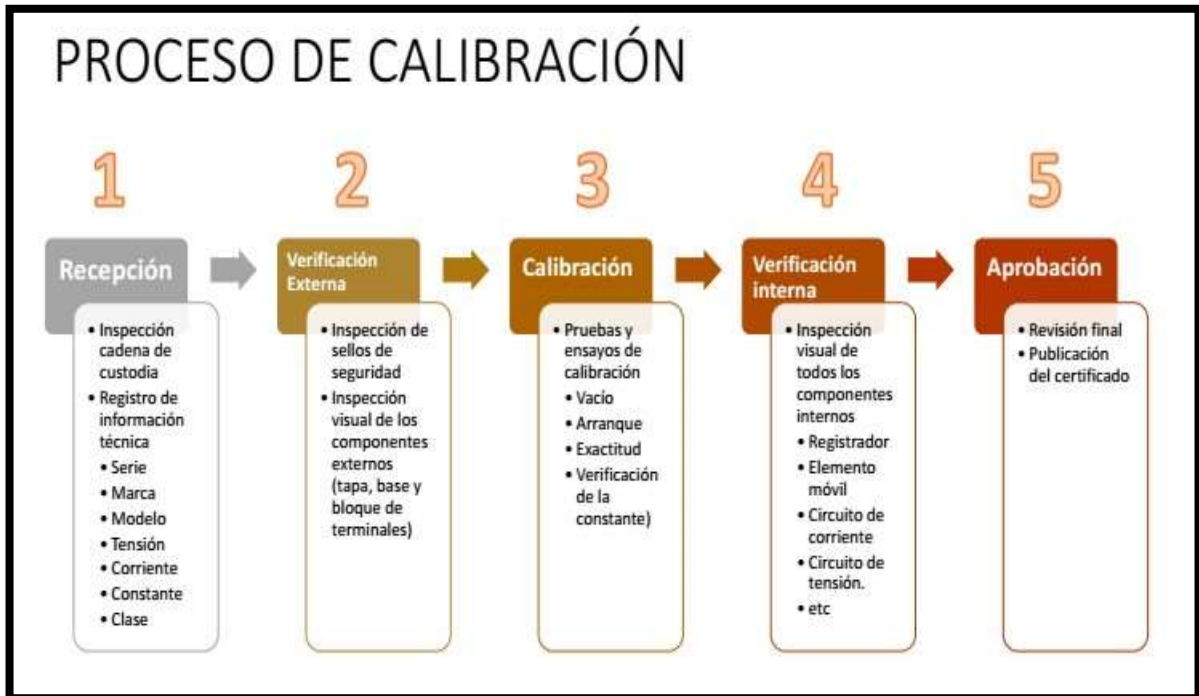 PROCESO DE CALIBRACIÓN
1
2
3
4
5
Recepción
• Inspección
cadena de
custodia
• Registro de
información
técnica
• Serie
• Marca
• Modelo
• Tensión
• Corriente
• Constante
• Clase
Verificación
Externa
• Inspección de
sellos de
seguridad
• Inspección
visual de los
componentes
externos
(tapa, base y
bloque de
terminales)
Calibración
• Pruebas y
ensayos de
calibración
• Vacío
• Arranque
• Exactitud
• Verificación
de la
constante)
Verificación
interna
• Inspección
visual de
todos los
componentes
internos
• Registrador
• Elemento
móvil
• Circuito de
corriente
• Circuito de
tensión.
• etc
Aprobación
• Revisión final
• Publicación
del certificado